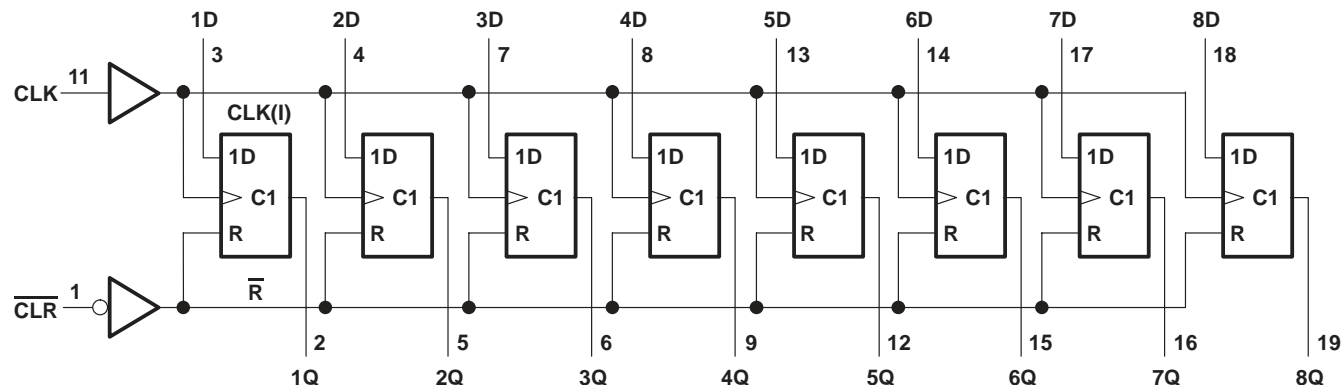 1D 2D 3D 4D 5D 6D 7D 8D
3 4 7 8 13 14 17 18
11
CLK
CLK(I)
1D 1D 1D 1D 1D 1D 1D 1D
C1 C1 C1 C1 C1 C1 C1 C1
R R R R R R R R
R̅
1
C̅L̅R̅
2 5 6 9 12 15 16 19
1Q 2Q 3Q 4Q 5Q 6Q 7Q 8Q